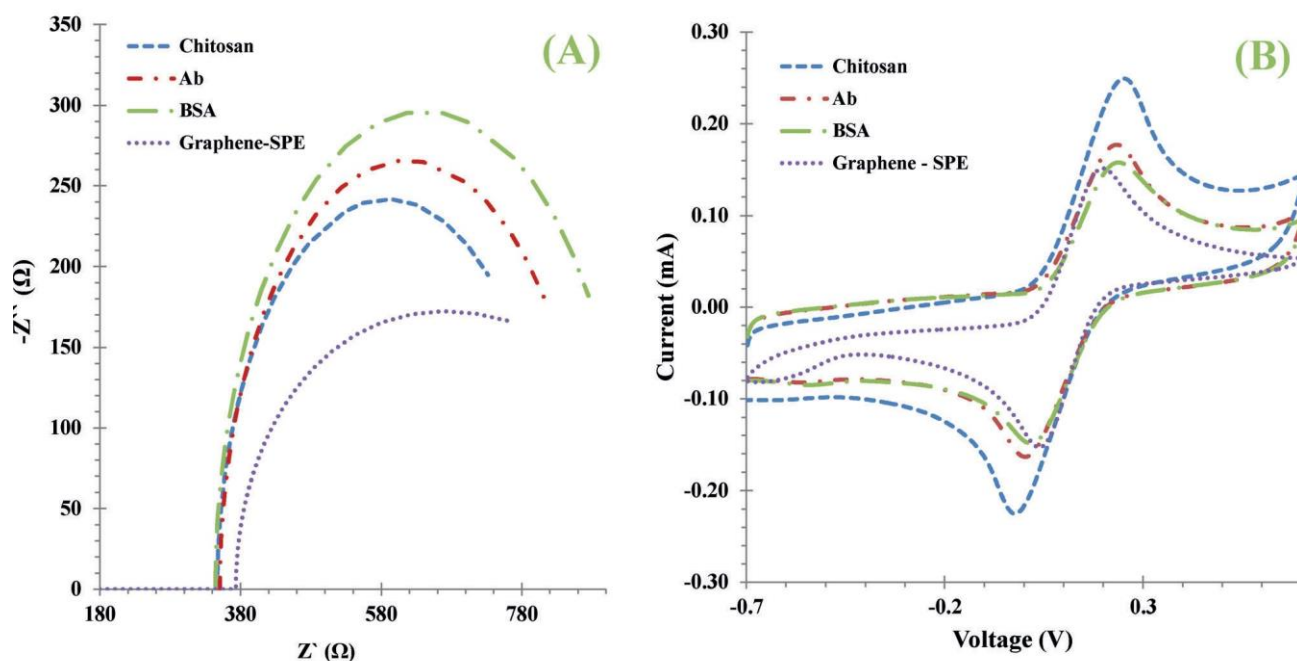 350
300
250
200
150
100
50
0
180
380
580
780
-Z`` (Ω)
Z` (Ω)
Chitosan
Ab
BSA
Graphene-SPE
(A)
0.30
0.20
0.10
0.00
-0.10
-0.20
-0.30
-0.7
-0.2
0.3
Current (mA)
Voltage (V)
Chitosan
Ab
BSA
Graphene - SPE
(B)